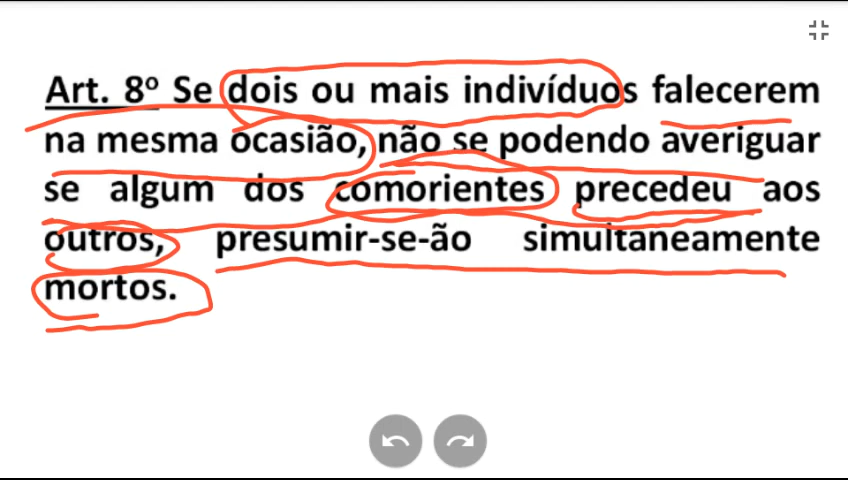 Art. 8º Se dois ou mais indivíduos falecerem
na mesma ocasião, não se podendo averiguar
se algum dos comorientes precedeu aos
outros, presumir-se-ão simultaneamente
mortos.